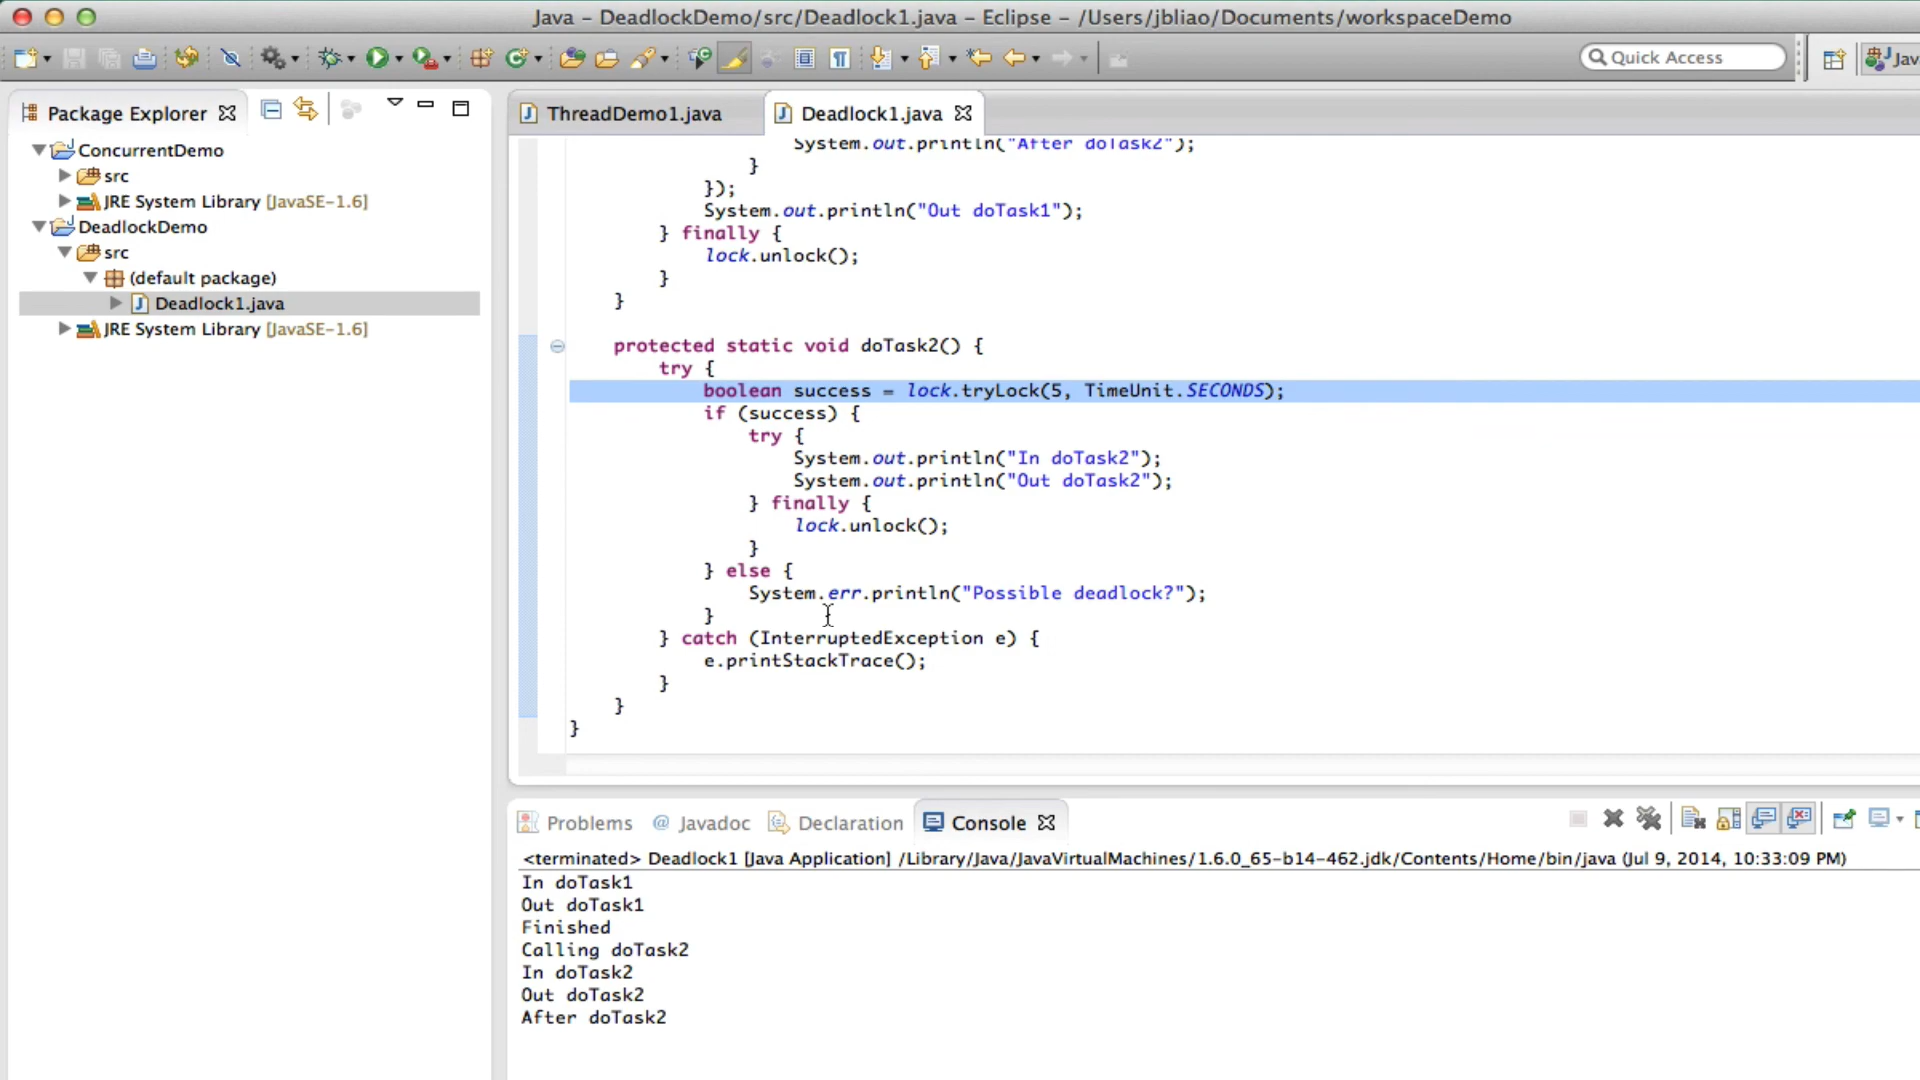 Java – DeadlockDemo/src/Deadlock1.java – Eclipse – /Users/jbliao/Documents/workspaceDemo
Quick Access
Jav
Package Explorer
ConcurrentDemo
src
JRE System Library [JavaSE-1.6]
DeadlockDemo
src
(default package)
Deadlock1.java
JRE System Library [JavaSE-1.6]
ThreadDemo1.java
Deadlock1.java
System.out.println("After doTask2");
}
});
System.out.println("Out doTask1");
} finally {
lock.unlock();
}
}
protected static void doTask2() {
try {
boolean success = lock.tryLock(5, TimeUnit.SECONDS);
if (success) {
try {
System.out.println("In doTask2");
System.out.println("Out doTask2");
} finally {
lock.unlock();
}
} else {
System.err.println("Possible deadlock?");
}
} catch (InterruptedException e) {
e.printStackTrace();
}
}
}
Problems
@ Javadoc
Declaration
Console
<terminated> Deadlock1 [Java Application] /Library/Java/JavaVirtualMachines/1.6.0_65-b14-462.jdk/Contents/Home/bin/java (Jul 9, 2014, 10:33:09 PM)
In doTask1
Out doTask1
Finished
Calling doTask2
In doTask2
Out doTask2
After doTask2